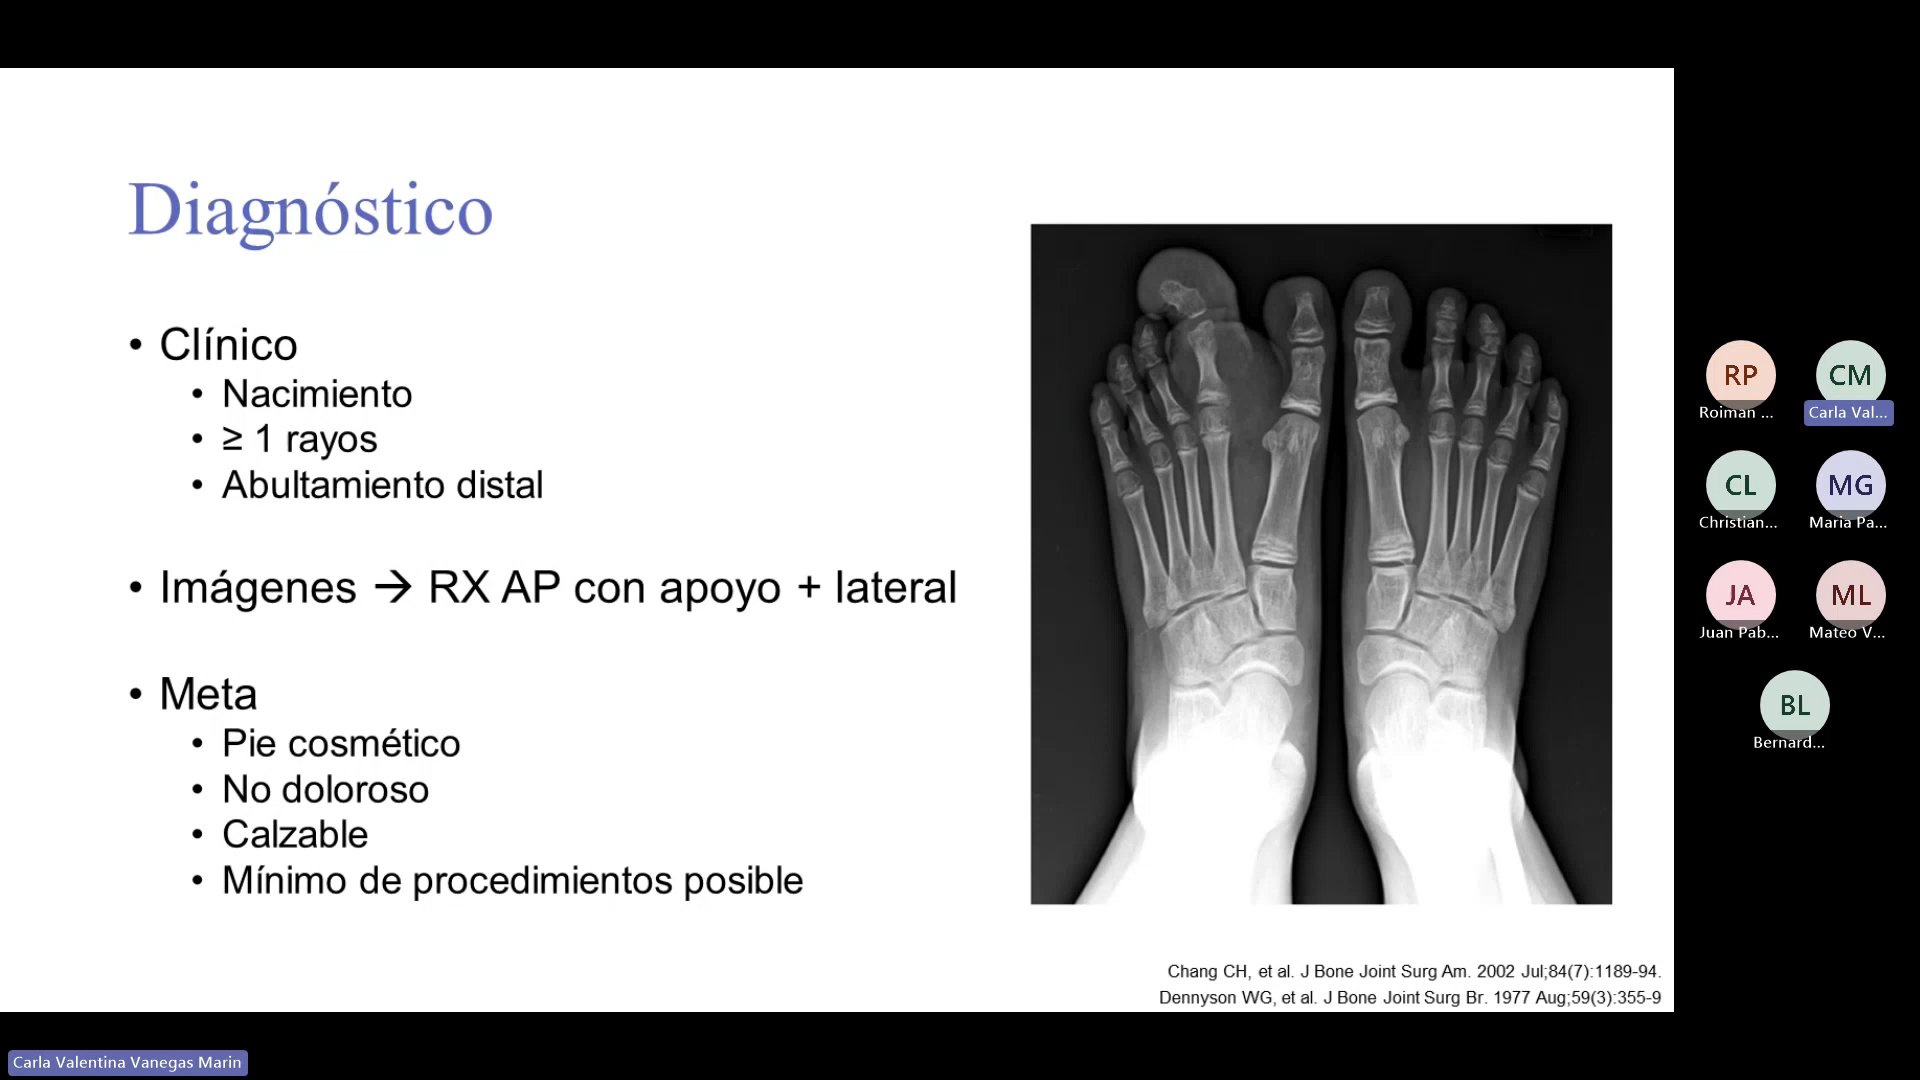 Diagnóstico
• Clínico
• Nacimiento
• ≥ 1 rayos
• Abultamiento distal
• Imágenes → RX AP con apoyo + lateral
• Meta
• Pie cosmético
• No doloroso
• Calzable
• Mínimo de procedimientos posible
Chang CH, et al. J Bone Joint Surg Am. 2002 Jul;84(7):1189-94.
Dennyson WG, et al. J Bone Joint Surg Br. 1977 Aug;59(3):355-9
RP
Roiman ...
CM
Carla Val...
CL
Christian...
MG
Maria Pa...
JA
Juan Pab...
ML
Mateo V...
BL
Bernard...
Carla Valentina Vanegas Marin